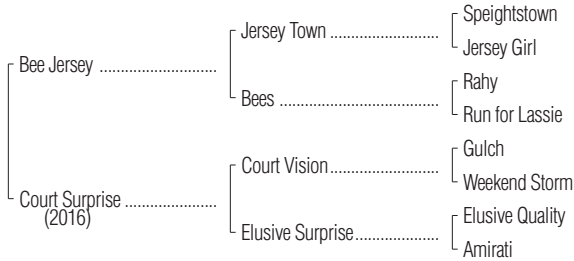 Speightstown
Jersey Town ................................
Jersey Girl
Bee Jersey ...................................
Rahy
Bees ..............................................
Run for Lassie
Gulch
Court Vision ................................
Weekend Storm
Court Surprise ...........................
(2016)
Elusive Quality
Elusive Surprise .........................
Amirati